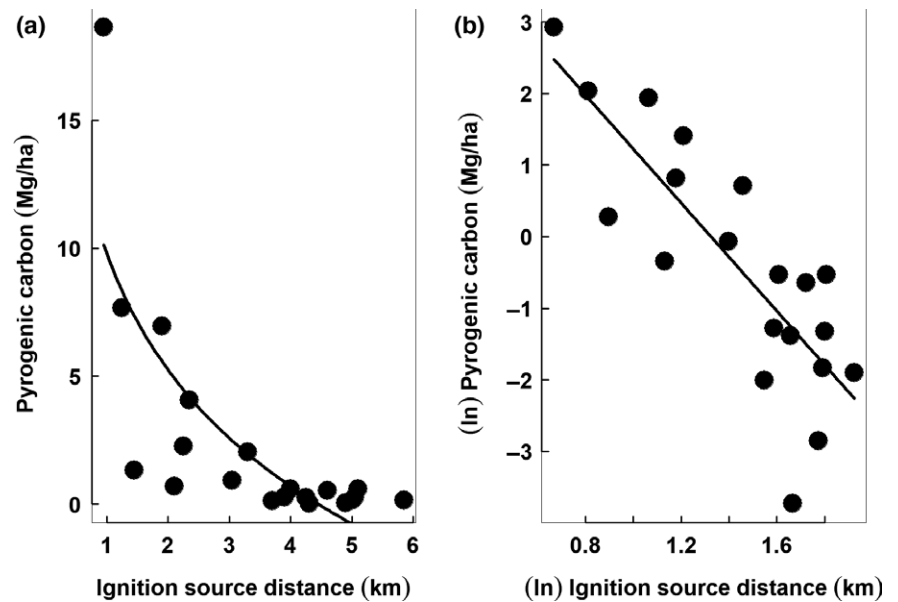 (a)
Pyrogenic carbon (Mg/ha)
15
10
5
0
1 2 3 4 5 6
Ignition source distance (km)
(b)
(ln) Pyrogenic carbon (Mg/ha)
3
2
1
0
−1
−2
−3
0.8 1.2 1.6
(ln) Ignition source distance (km)